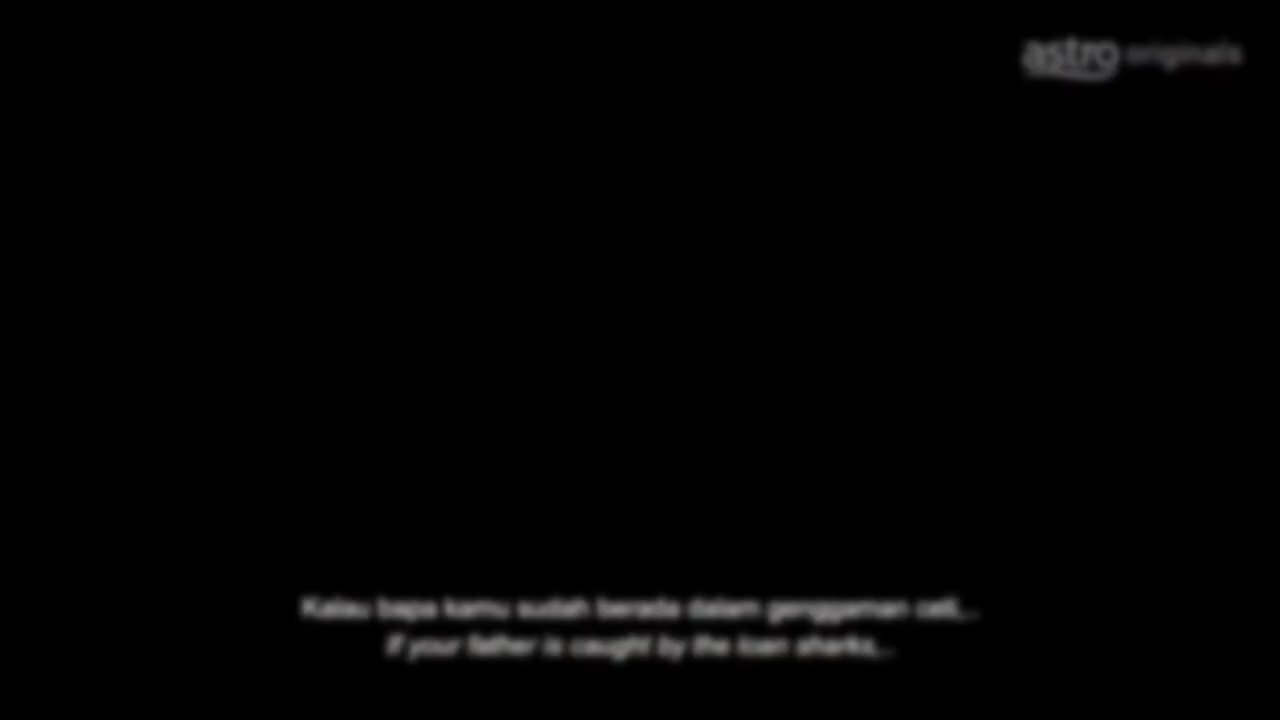 astro originals
Kalau bapa kamu sudah berada dalam genggaman ceti,..
If your father is caught by the loan sharks,..